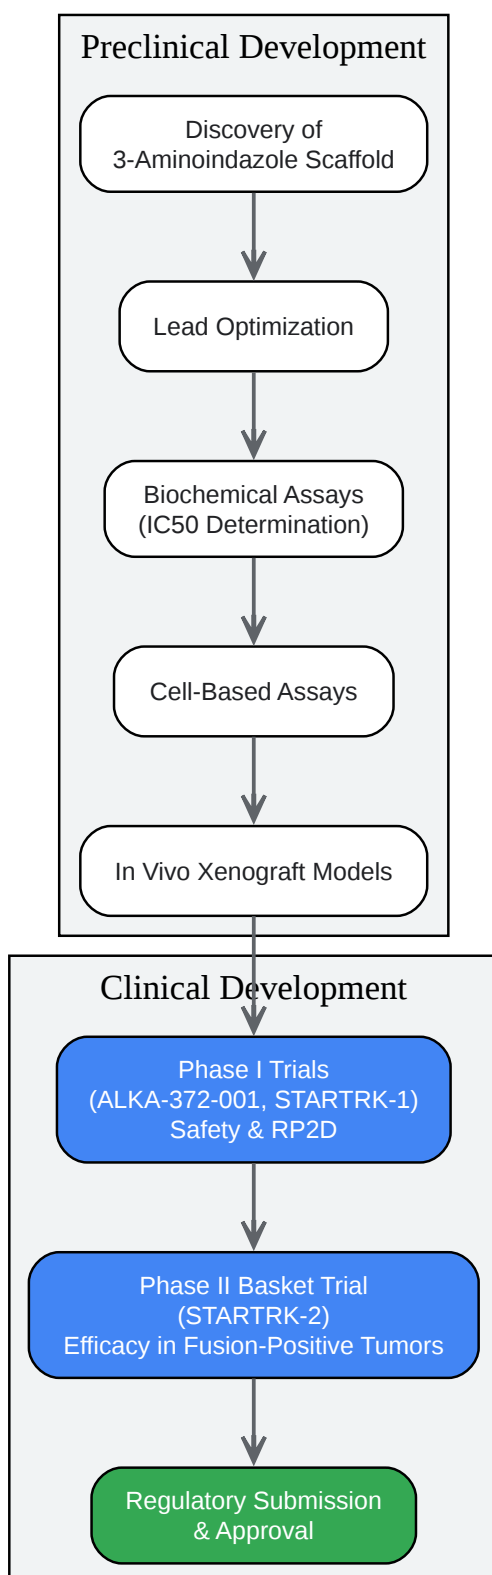 Preclinical Development
Discovery of
3-Aminoindazole Scaffold
Lead Optimization
Biochemical Assays
(IC50 Determination)
Cell-Based Assays
In Vivo Xenograft Models
Clinical Development
Phase I Trials
(ALKA-372-001, STARTRK-1)
Safety & RP2D
Phase II Basket Trial
(STARTRK-2)
Efficacy in Fusion-Positive Tumors
Regulatory Submission
& Approval